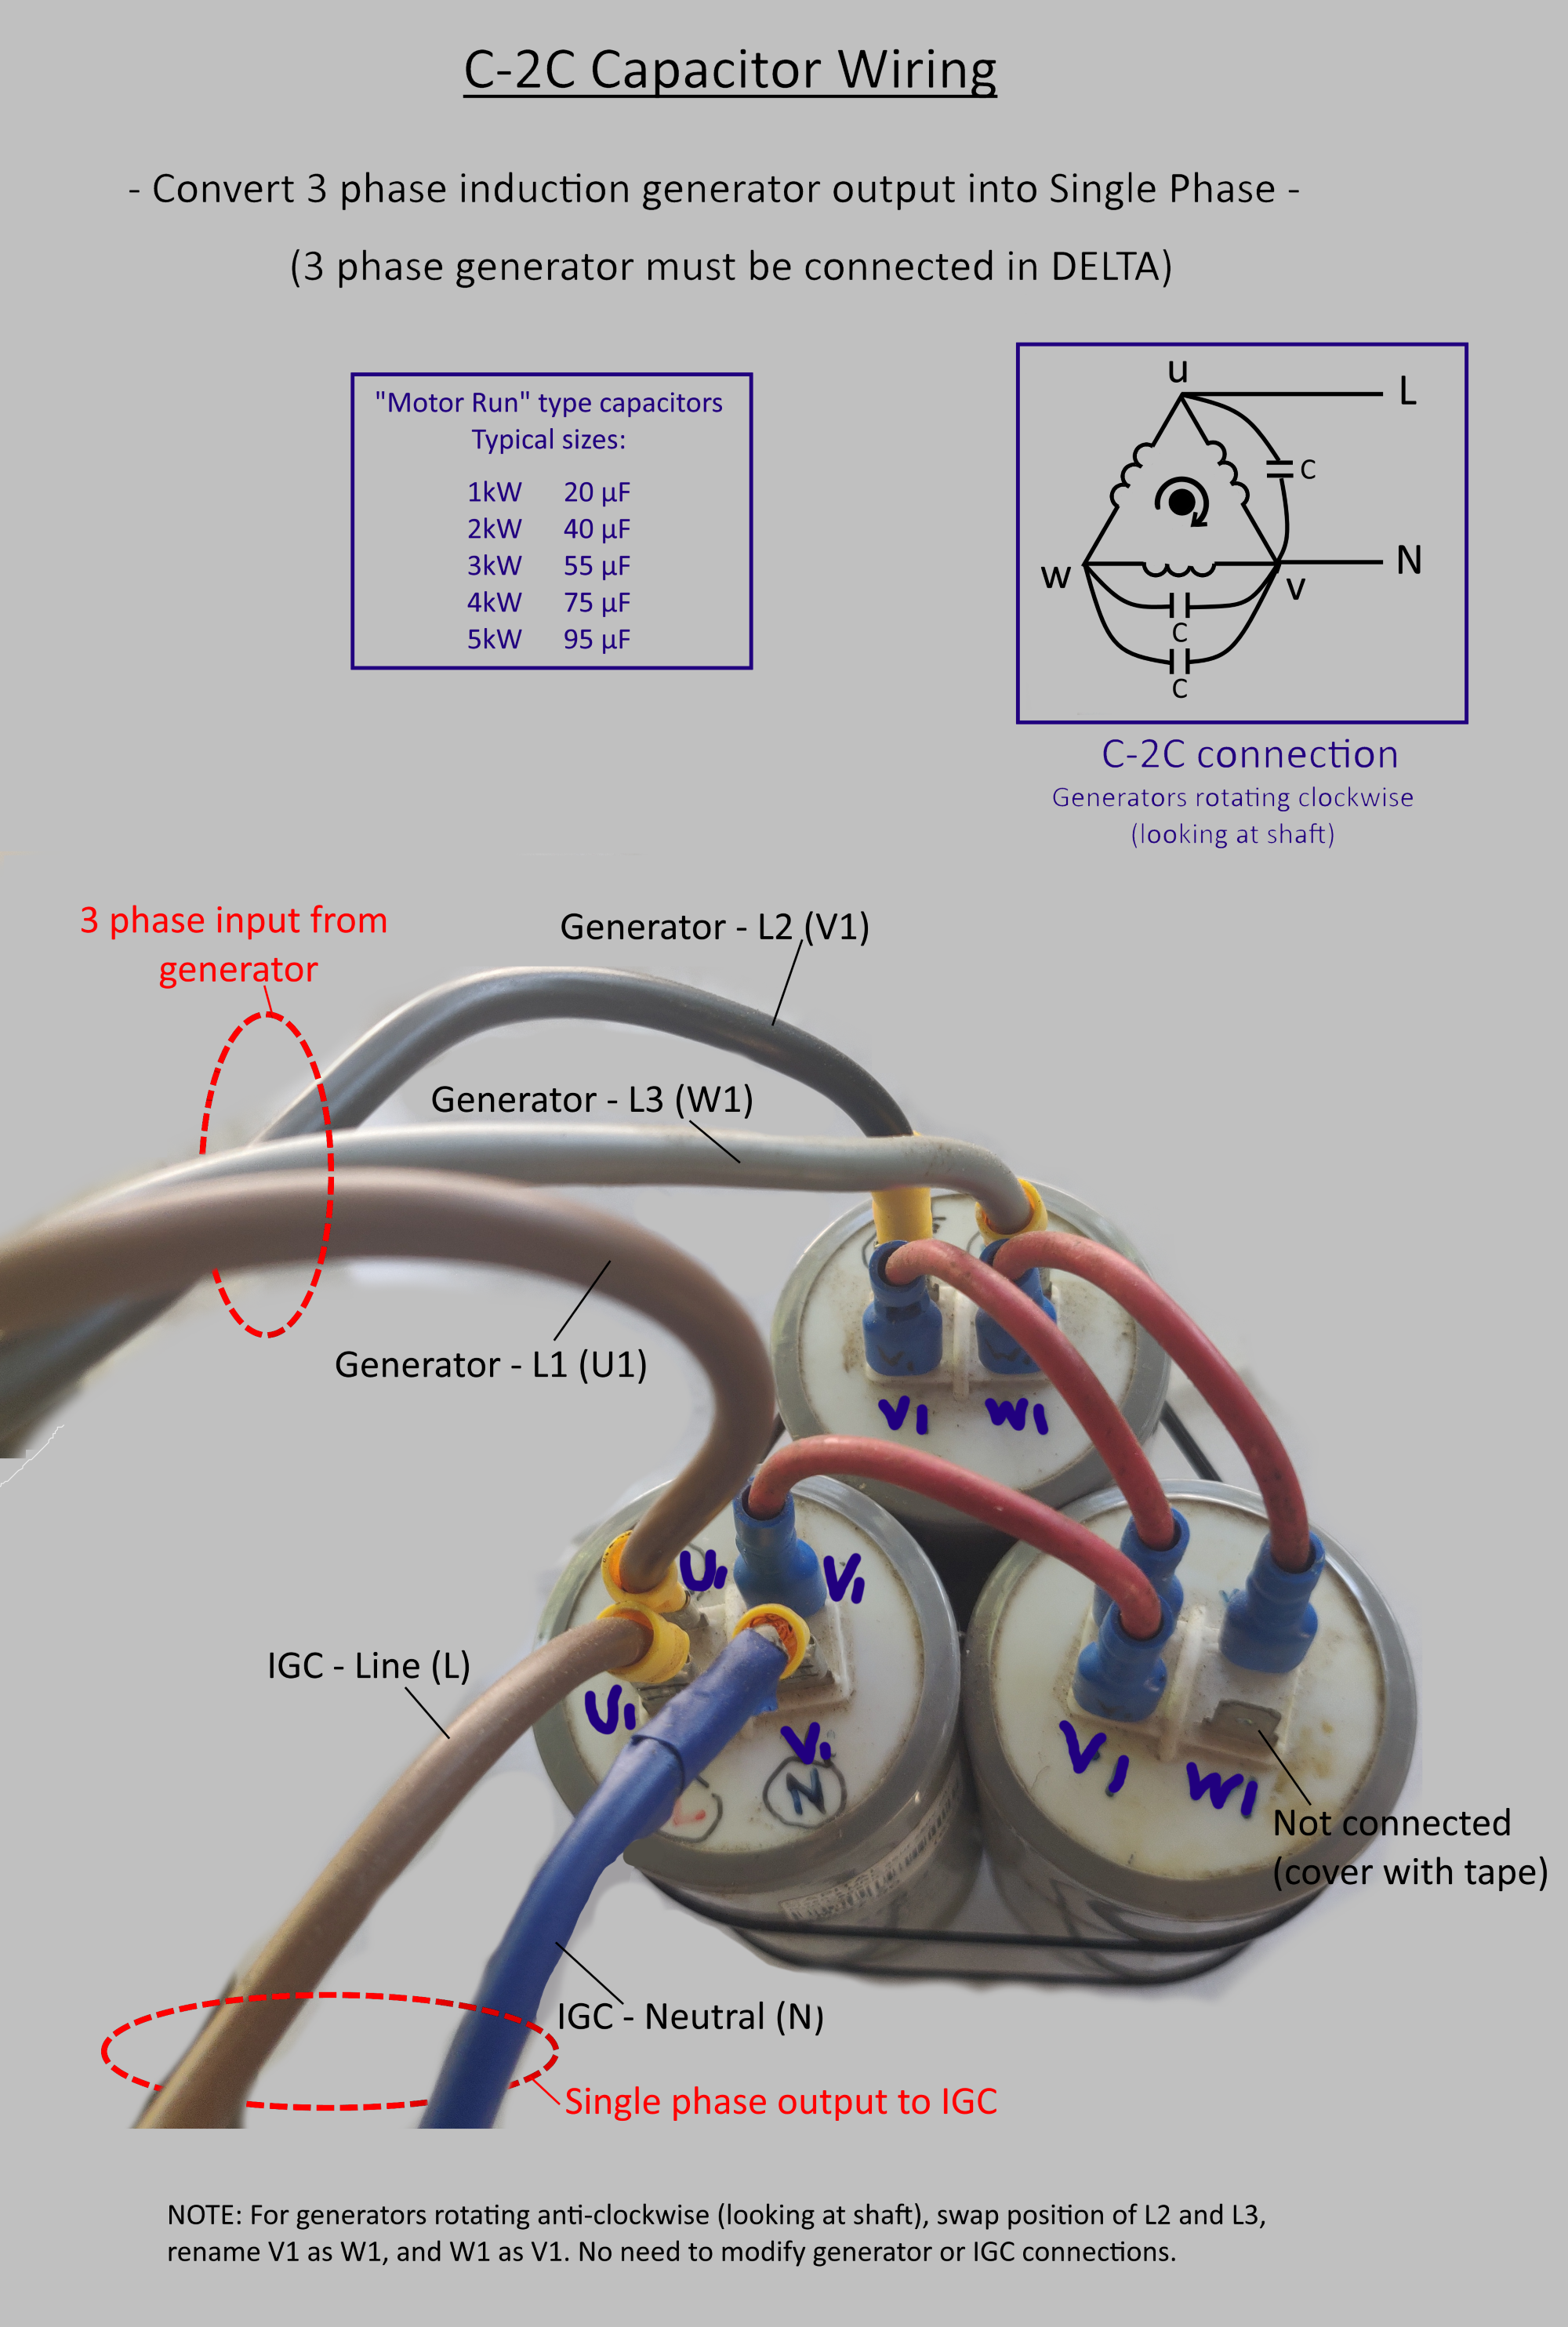 C-2C Capacitor Wiring
- Convert 3 phase induction generator output into Single Phase -
(3 phase generator must be connected in DELTA)
"Motor Run" type capacitors
Typical sizes:
1kW 20 µF
2kW 40 µF
3kW 55 µF
4kW 75 µF
5kW 95 µF
u
L
C
N
w
v
C
C
C-2C connection
Generators rotating clockwise
(looking at shaft)
3 phase input from
generator
Generator - L2 (V1)
Generator - L3 (W1)
Generator - L1 (U1)
V1 W1
U1 V1
IGC - Line (L)
U1
V1
L
N
V1 W1
Not connected
(cover with tape)
IGC - Neutral (N)
Single phase output to IGC
NOTE: For generators rotating anti-clockwise (looking at shaft), swap position of L2 and L3,
rename V1 as W1, and W1 as V1. No need to modify generator or IGC connections.